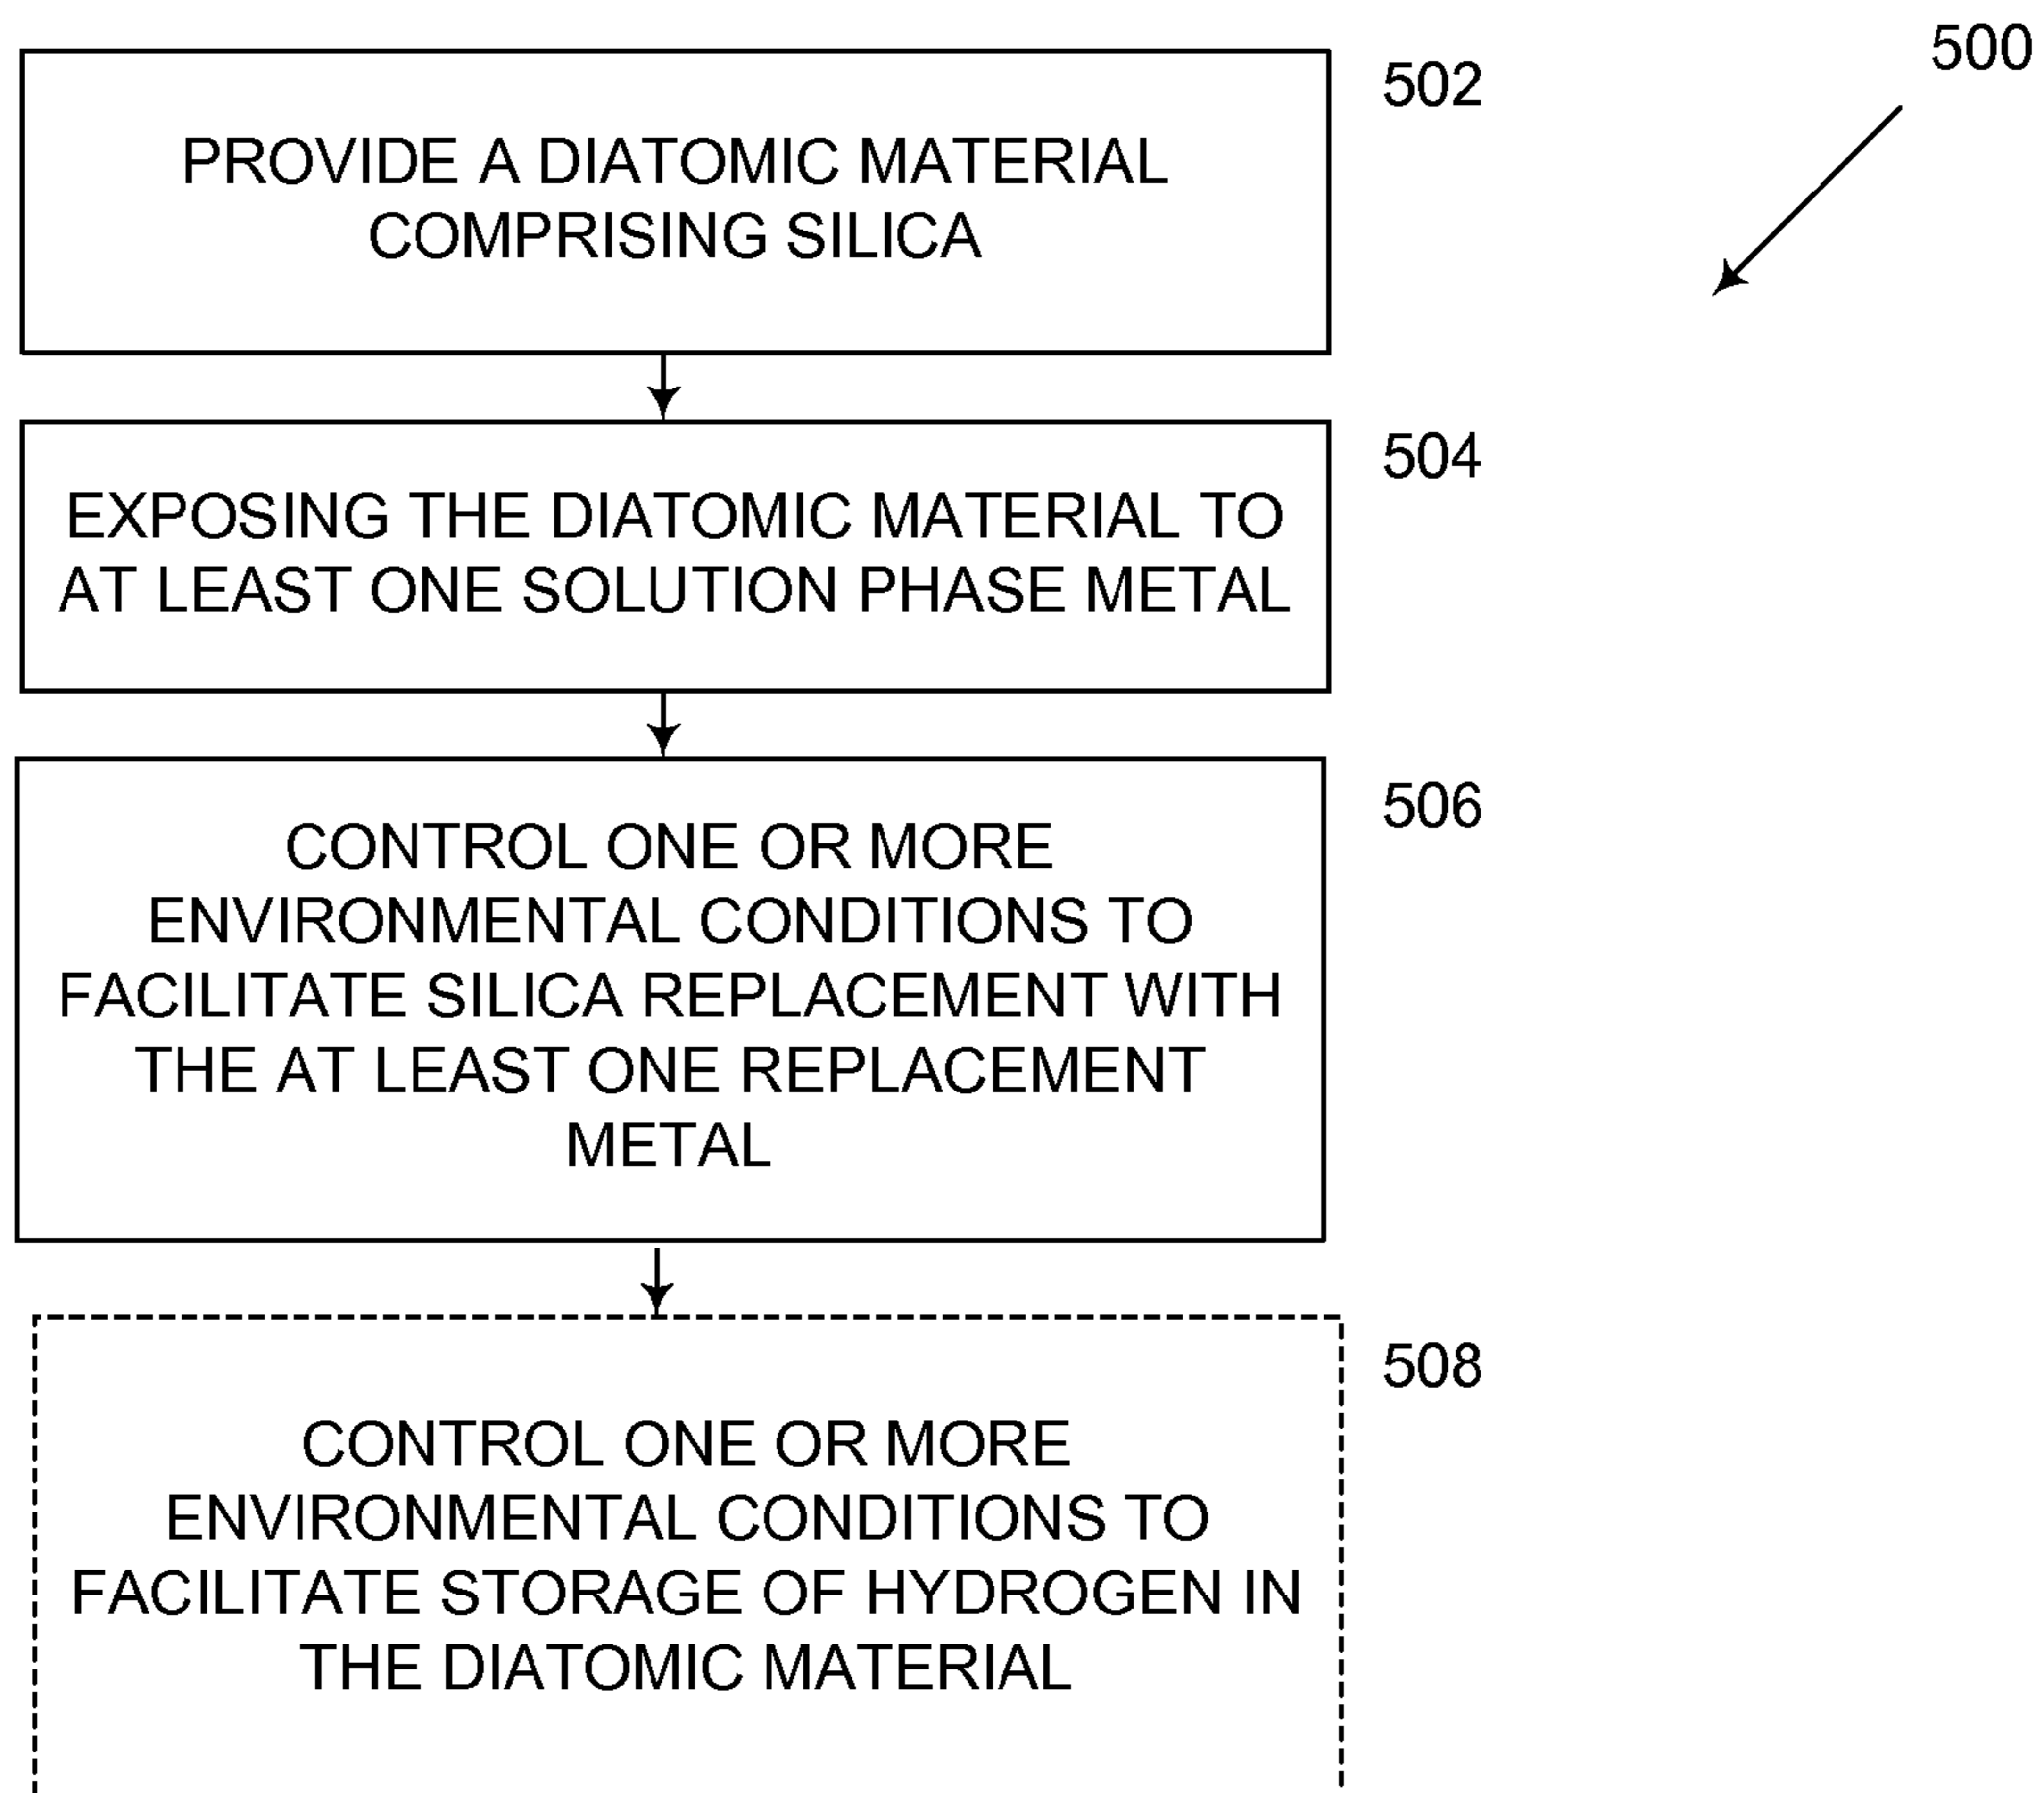 500
502
PROVIDE A DIATOMIC MATERIAL
COMPRISING SILICA
504
EXPOSING THE DIATOMIC MATERIAL TO
AT LEAST ONE SOLUTION PHASE METAL
506
CONTROL ONE OR MORE
ENVIRONMENTAL CONDITIONS TO
FACILITATE SILICA REPLACEMENT WITH
THE AT LEAST ONE REPLACEMENT
METAL
508
CONTROL ONE OR MORE
ENVIRONMENTAL CONDITIONS TO
FACILITATE STORAGE OF HYDROGEN IN
THE DIATOMIC MATERIAL